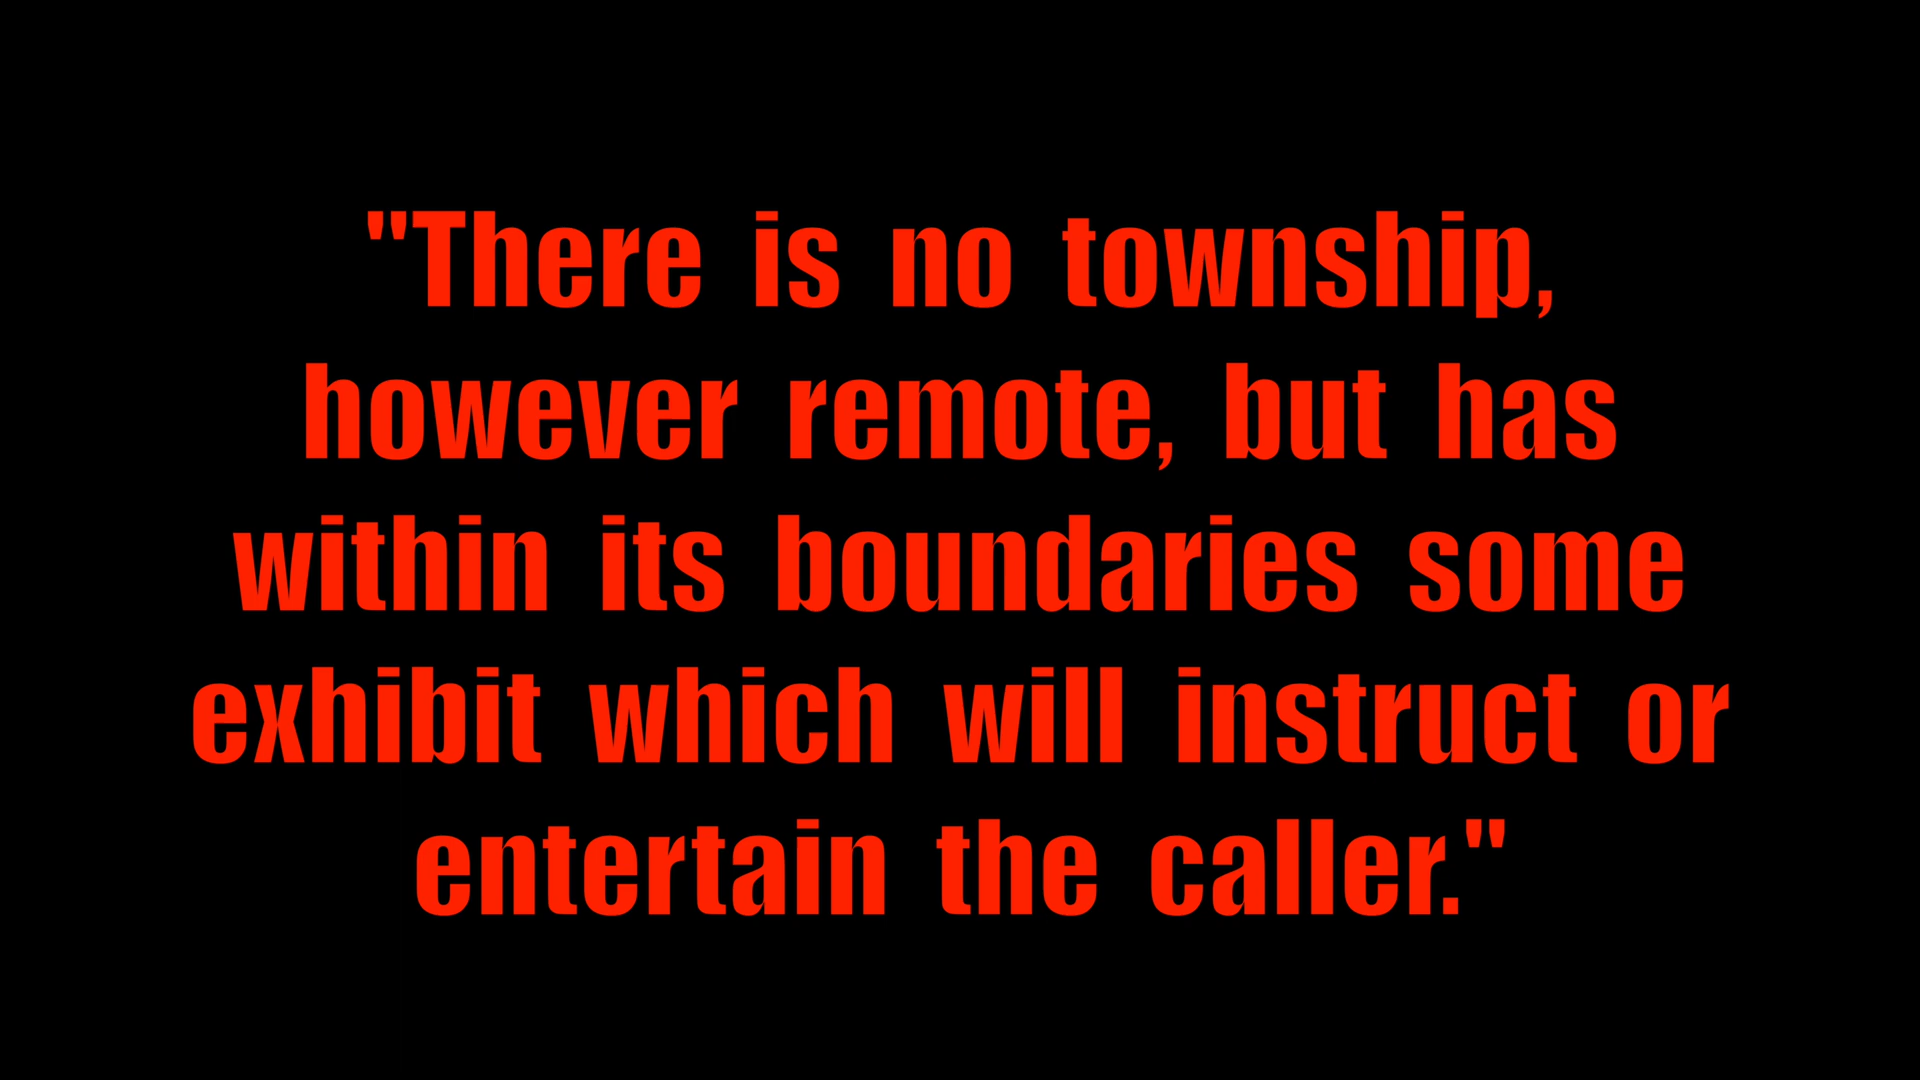 "There is no township,
however remote, but has
within its boundaries some
exhibit which will instruct or
entertain the caller."